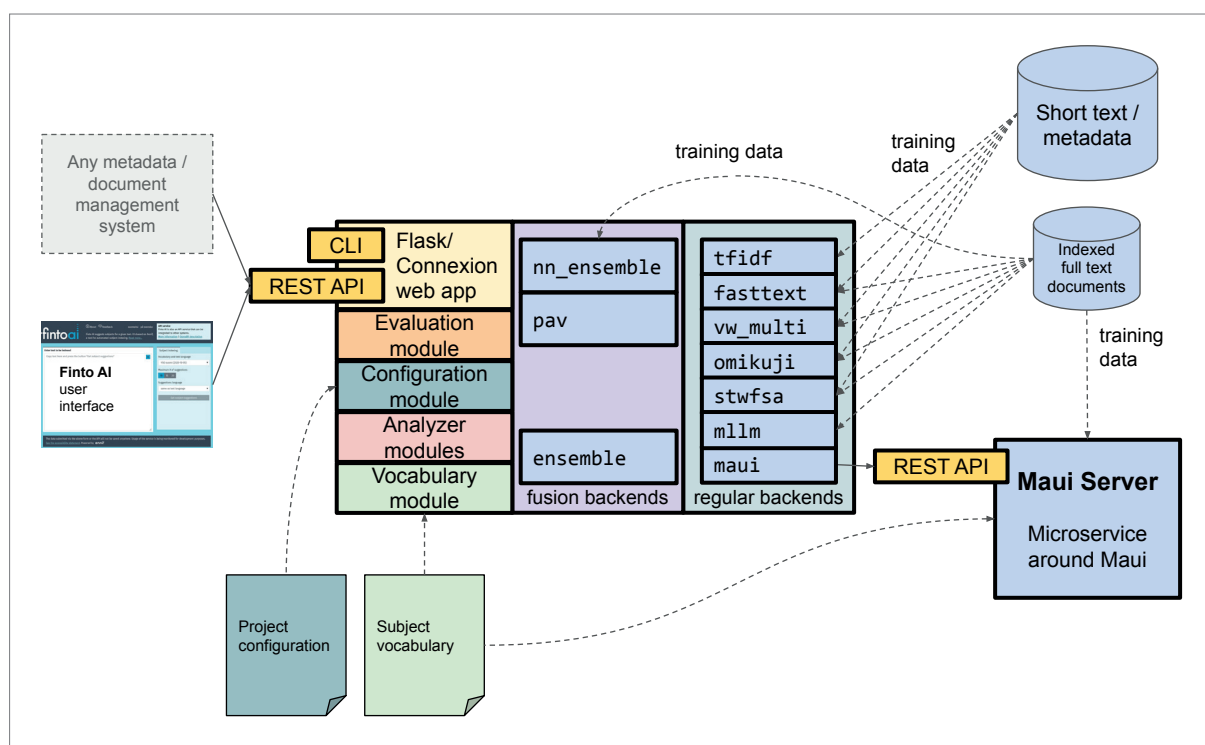 Short text /
metadata
training
data
training data
Any metadata /
document
management
system
CLI
Flask/
Connexion
web app
REST API
nn_ensemble
pav
ensemble
fusion backends
tfidf
fasttext
vw_multi
omikuji
stwfsa
mllm
maui
regular backends
Indexed
full text
documents
training
data
Evaluation
module
Configuration
module
Analyzer
modules
Vocabulary
module
fintoai
Finto AI
user
interface
REST API
Maui Server
Microservice
around Maui
Project
configuration
Subject
vocabulary